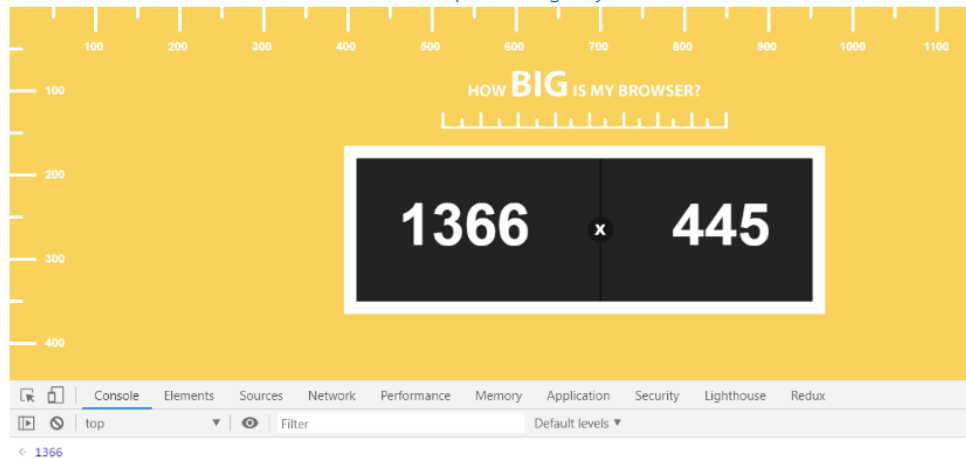 100 200 300 400 500 600 700 800 900 1000 1100
100
HOW BIG IS MY BROWSER?
200
1366 x 445
300
400
Console Elements Sources Network Performance Memory Application Security Lighthouse Redux
top ▼ Filter Default levels ▼
1366